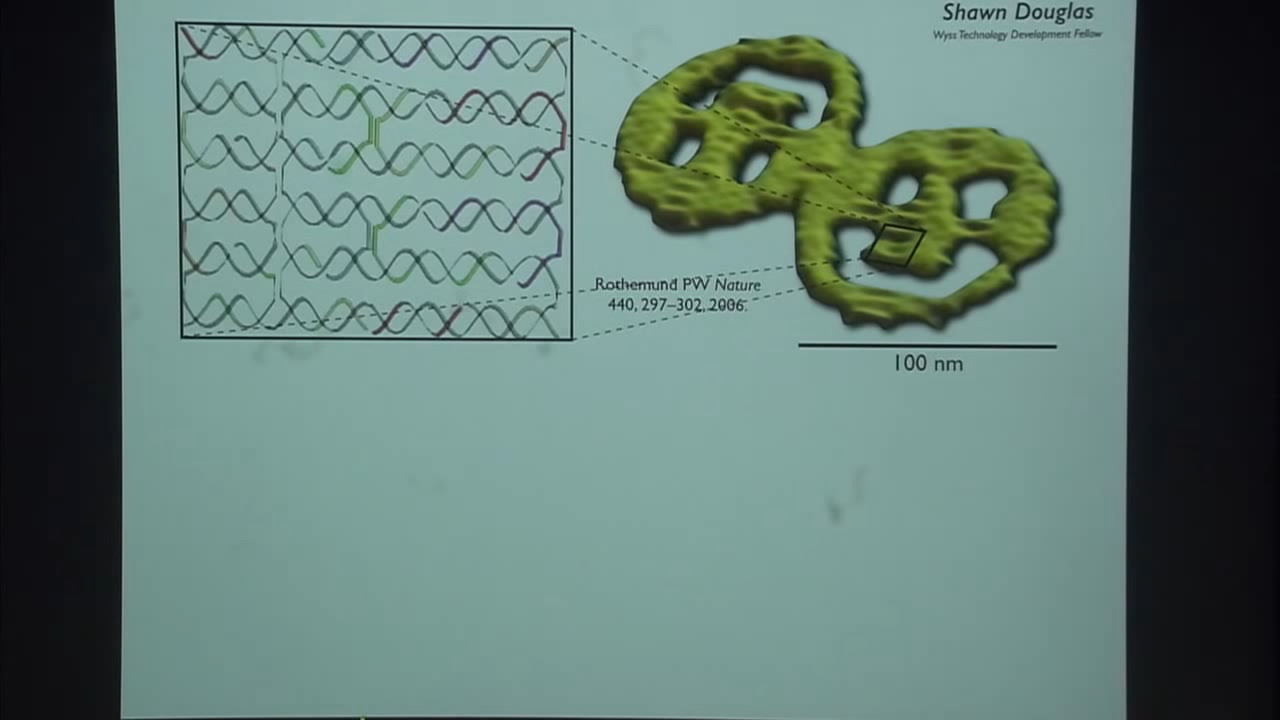 Shawn Douglas
Wyss Technology Development Fellow
Rothemund PW Nature
440, 297–302, 2006.
100 nm